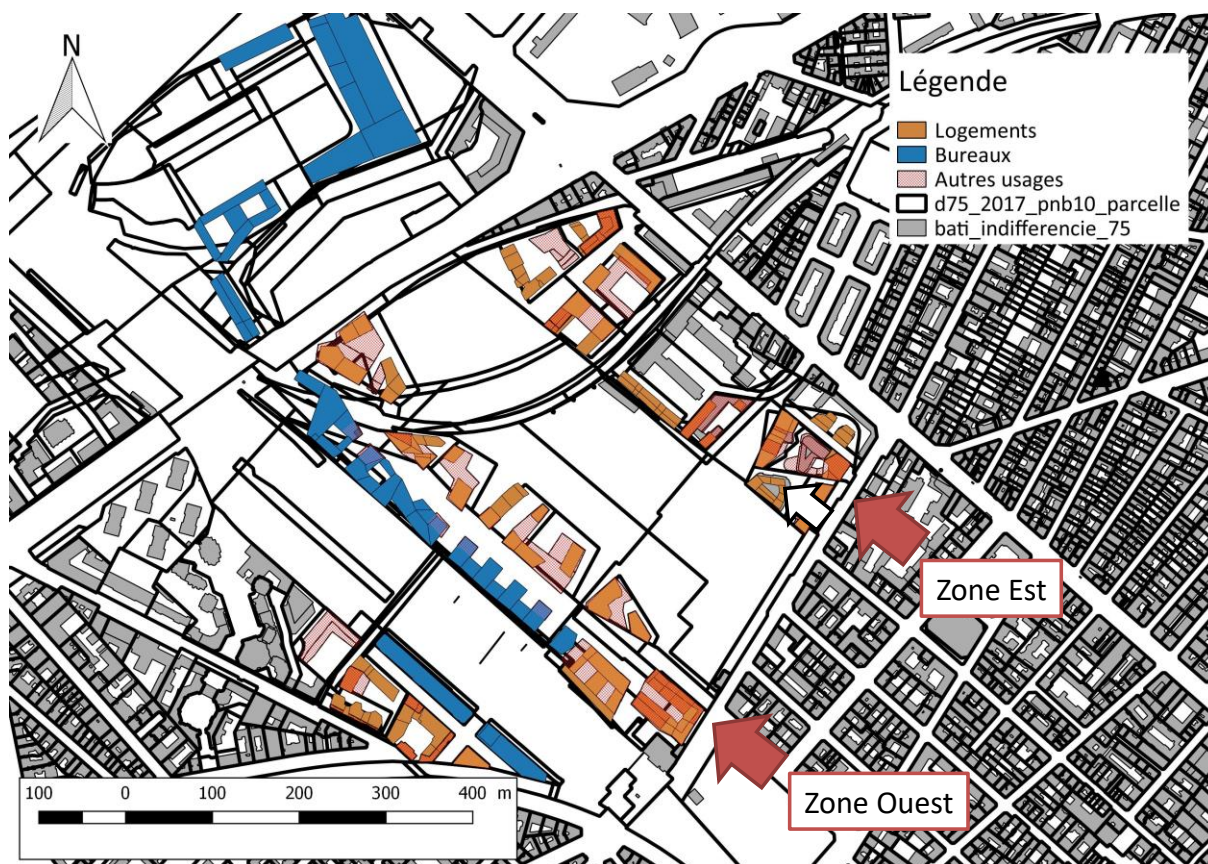 N
Légende
Logements
Bureaux
Autres usages
d75_2017_pnb10_parcelle
bati_indifferencie_75
Zone Est
Zone Ouest
100 0 100 200 300 400 m